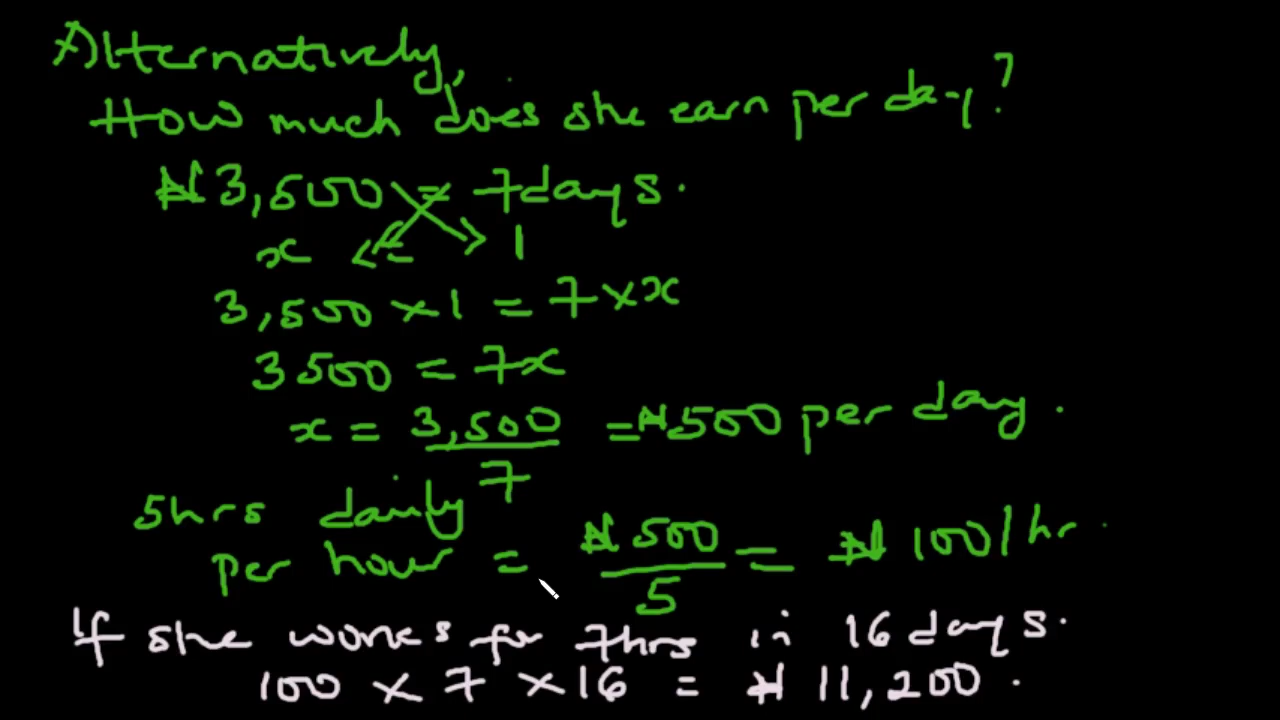 Alternatively,
How much does she earn per day?
₦3,500 = 7days.
x = 1
3,500 × 1 = 7 × x
3500 = 7x
x = 3,500/7 = ₦500 per day.
5hrs daily
per hour = ₦500/5 = ₦100/hr.
If she works for 7hrs in 16 days.
100 × 7 × 16 = ₦11,200.